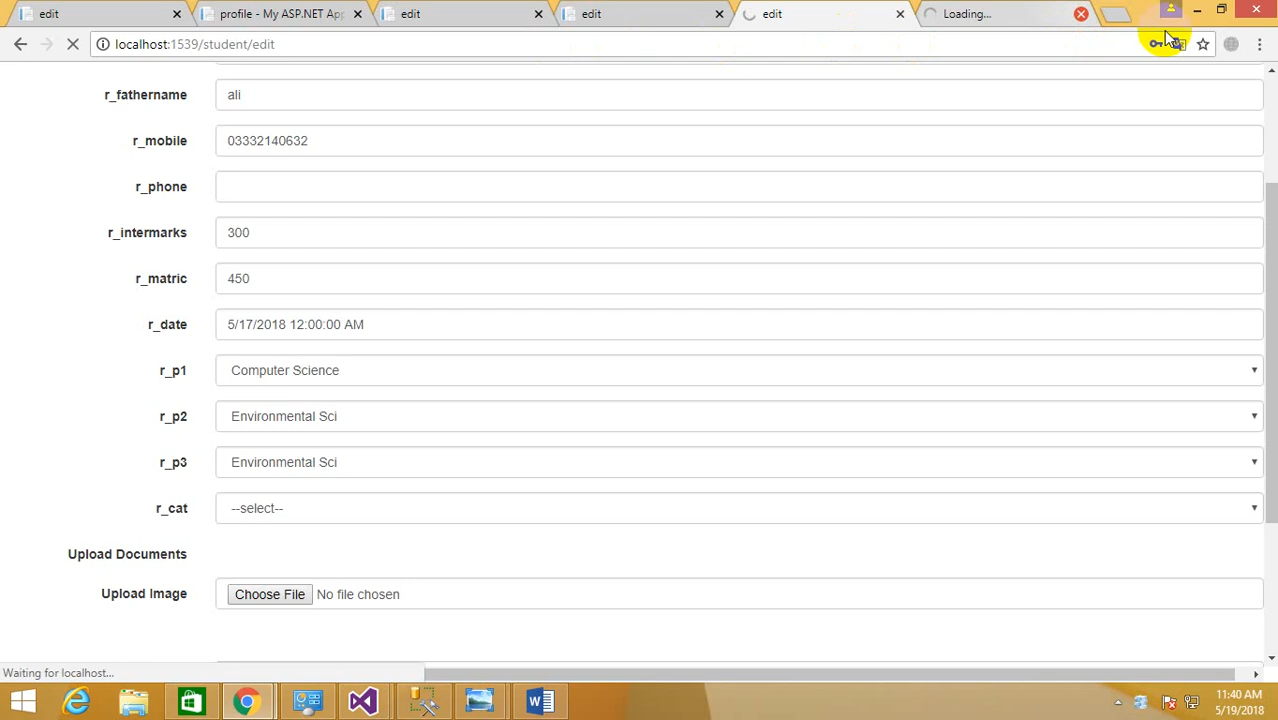 edit
profile - My ASP.NET App
edit
edit
edit
Loading...
localhost:1539/student/edit
r_fathername ali
r_mobile 03332140632
r_phone
r_intermarks 300
r_matric 450
r_date 5/17/2018 12:00:00 AM
r_p1 Computer Science
r_p2 Environmental Sci
r_p3 Environmental Sci
r_cat --select--
Upload Documents
Upload Image Choose File No file chosen
Waiting for localhost...
11:40 AM
5/19/2018